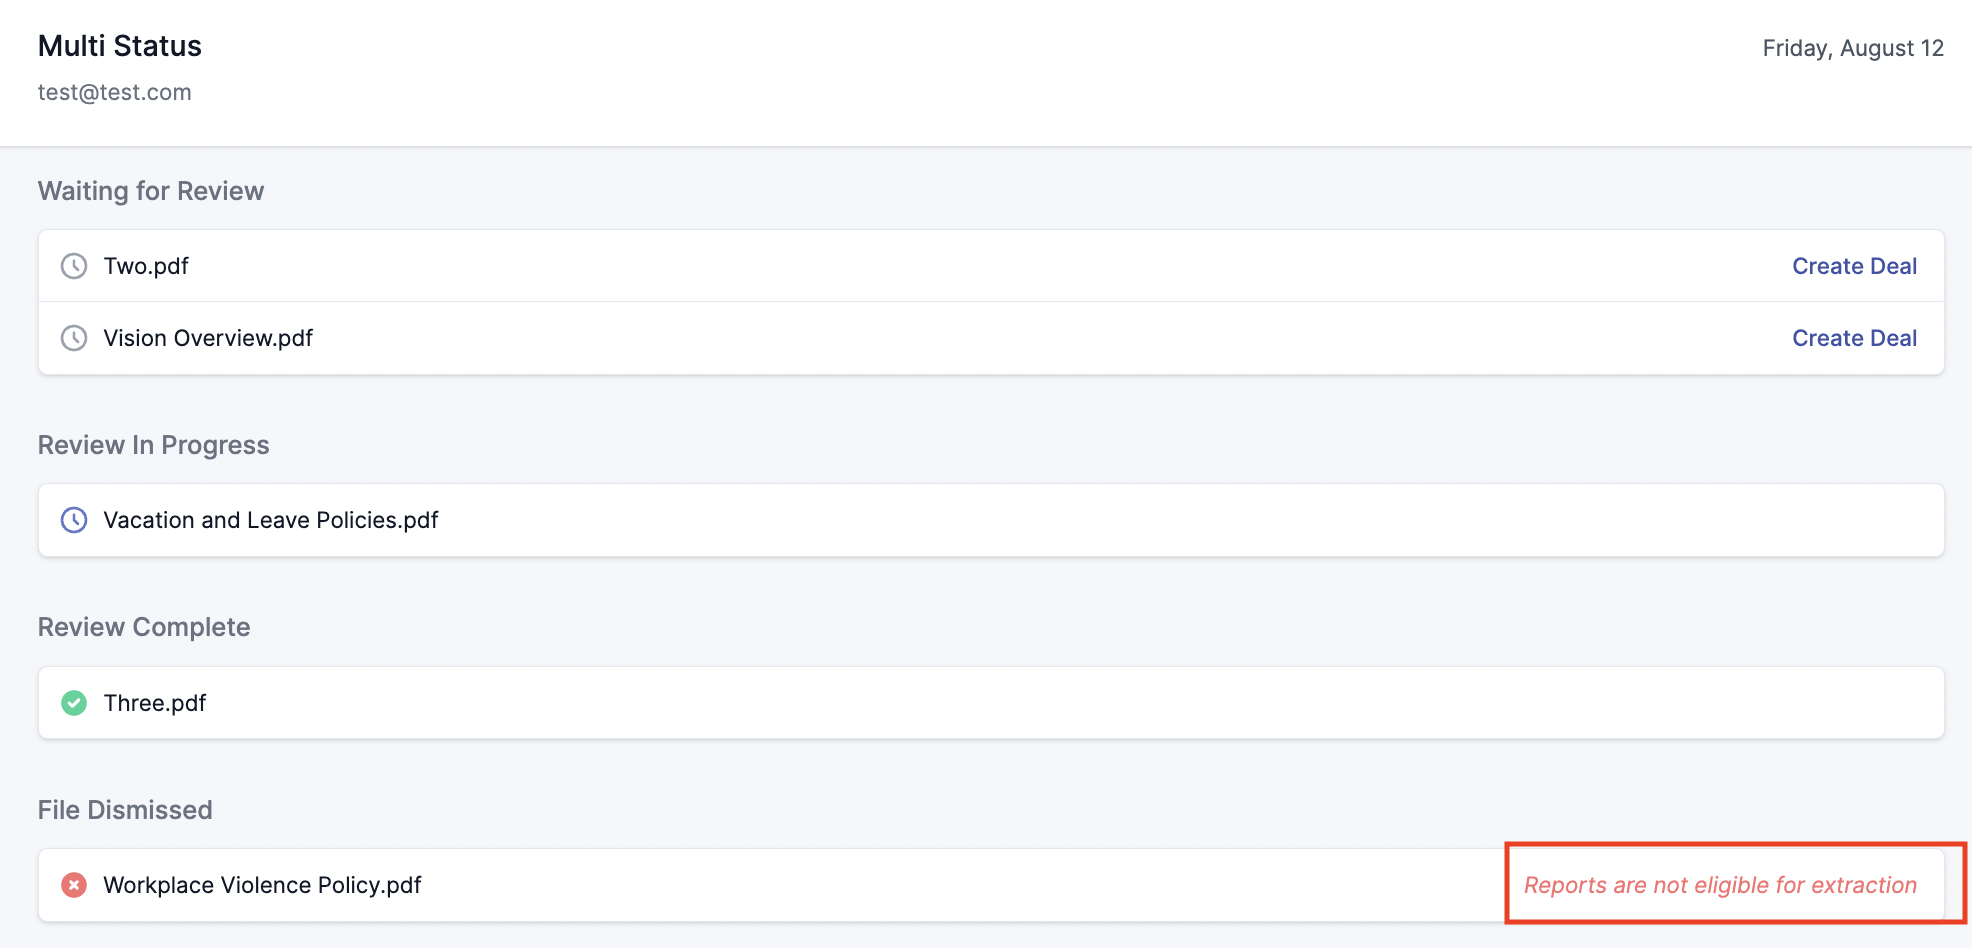 Multi Status
Friday, August 12
test@test.com
Waiting for Review
Two.pdf
Create Deal
Vision Overview.pdf
Create Deal
Review In Progress
Vacation and Leave Policies.pdf
Review Complete
Three.pdf
File Dismissed
Workplace Violence Policy.pdf
Reports are not eligible for extraction